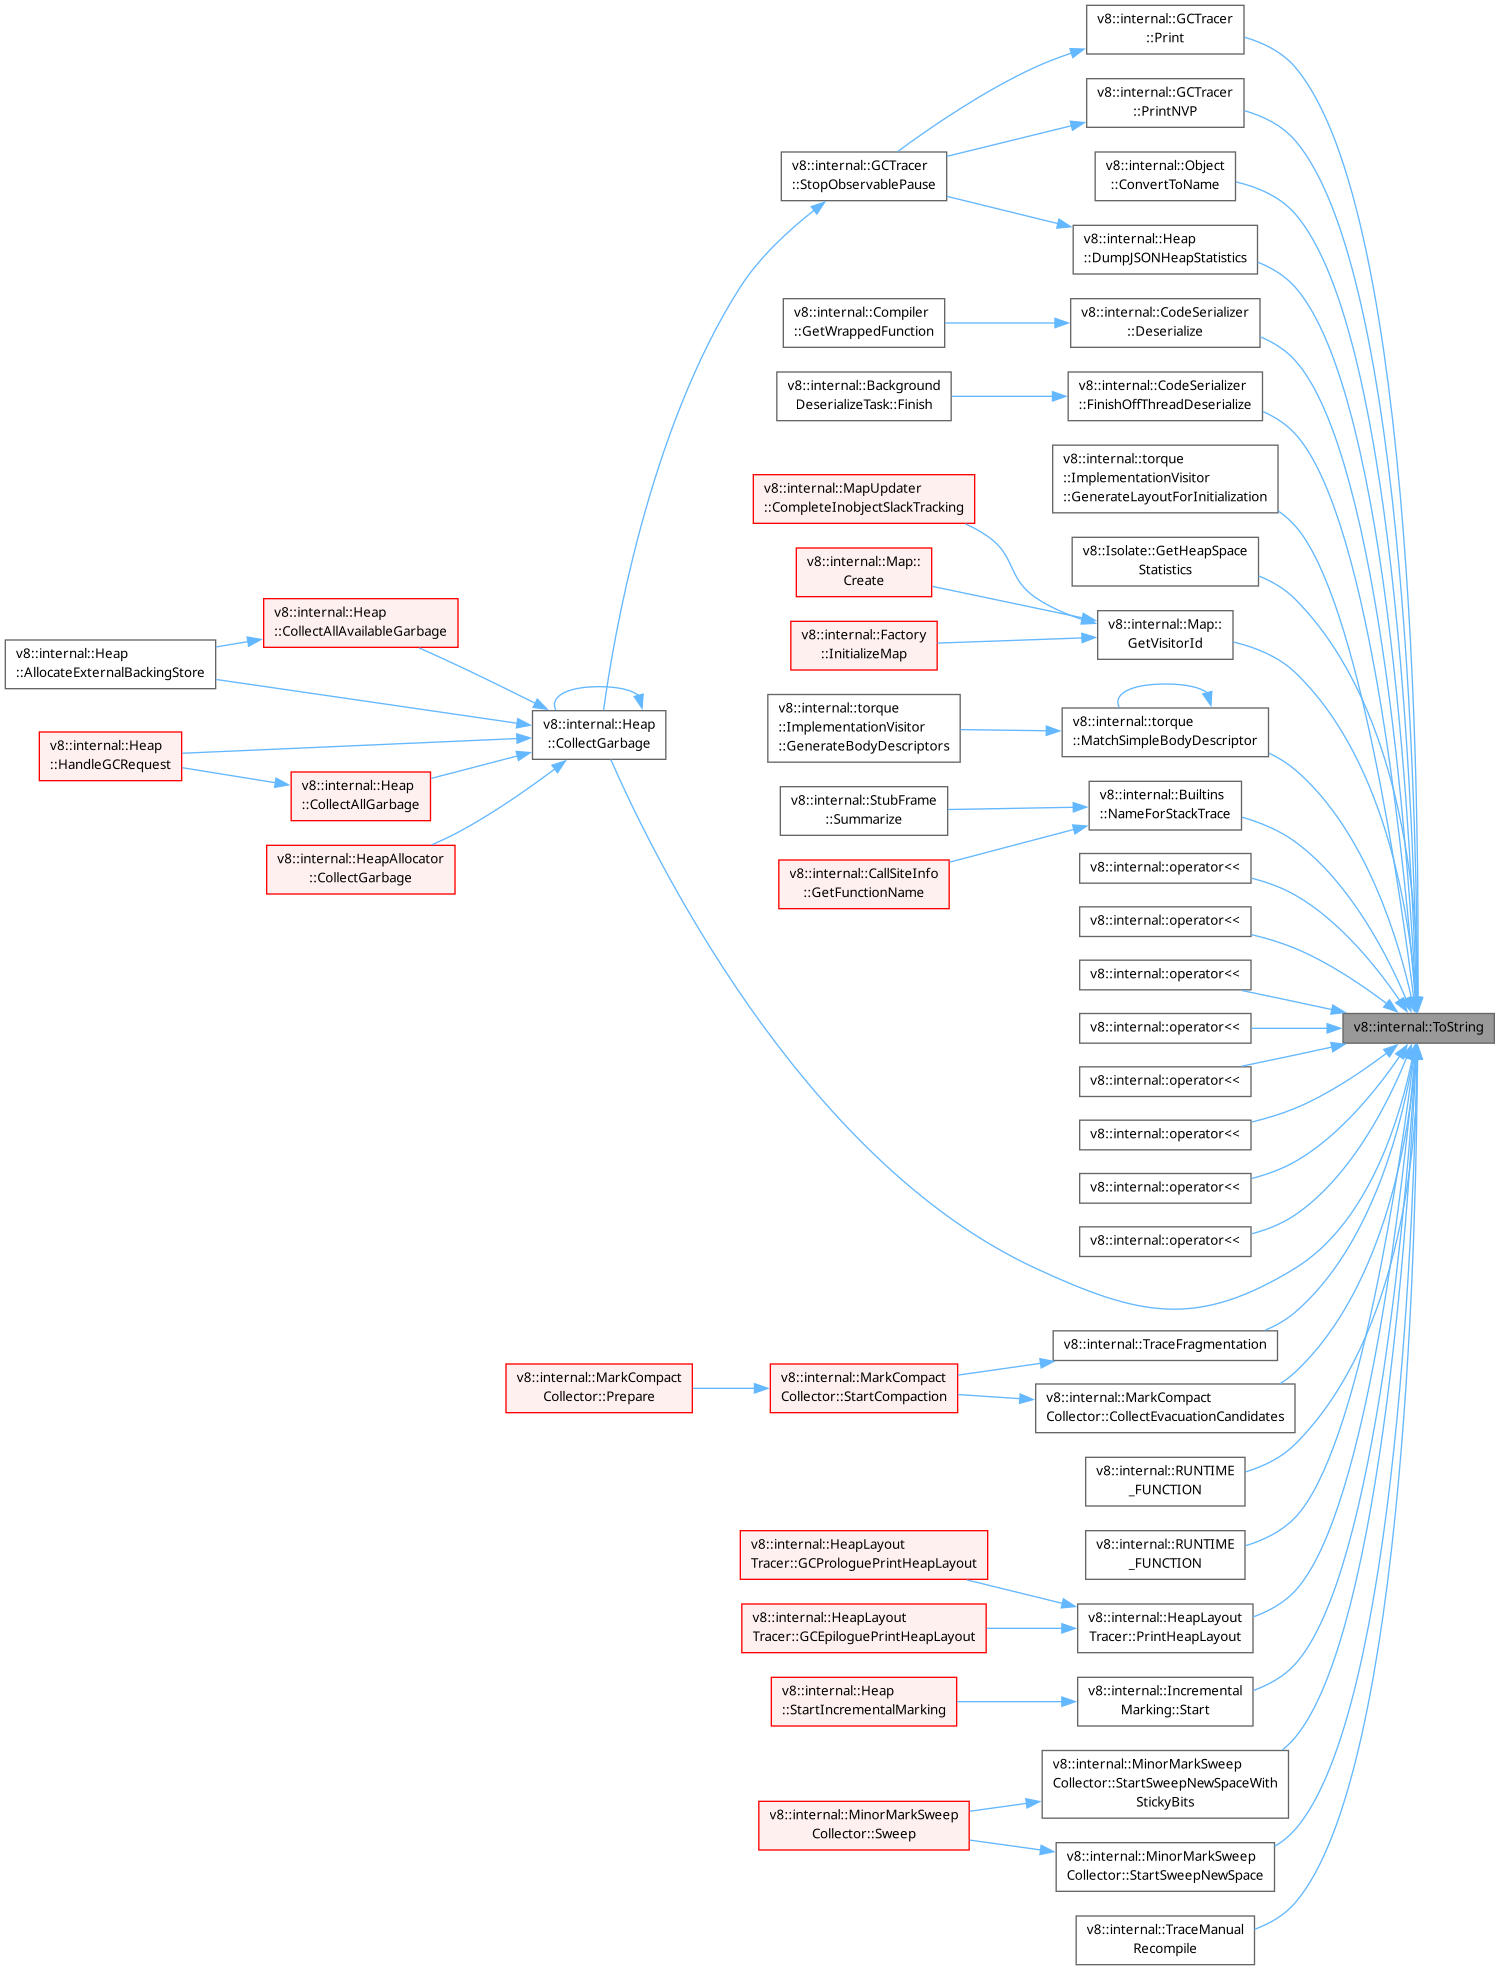 v8::internal::GCTracer
::Print
v8::internal::GCTracer
::PrintNVP
v8::internal::GCTracer
::StopObservablePause
v8::internal::Object
::ConvertToName
v8::internal::Heap
::DumpJSONHeapStatistics
v8::internal::Compiler
::GetWrappedFunction
v8::internal::CodeSerializer
::Deserialize
v8::internal::Background
DeserializeTask::Finish
v8::internal::CodeSerializer
::FinishOffThreadDeserialize
v8::internal::torque
::ImplementationVisitor
::GenerateLayoutForInitialization
v8::internal::MapUpdater
::CompleteInobjectSlackTracking
v8::Isolate::GetHeapSpace
Statistics
v8::internal::Map::
Create
v8::internal::Factory
::InitializeMap
v8::internal::Map::
GetVisitorId
v8::internal::Heap
::CollectAllAvailableGarbage
v8::internal::Heap
::AllocateExternalBackingStore
v8::internal::torque
::ImplementationVisitor
::GenerateBodyDescriptors
v8::internal::torque
::MatchSimpleBodyDescriptor
v8::internal::Heap
::CollectGarbage
v8::internal::Heap
::HandleGCRequest
v8::internal::Heap
::CollectAllGarbage
v8::internal::StubFrame
::Summarize
v8::internal::Builtins
::NameForStackTrace
v8::internal::HeapAllocator
::CollectGarbage
v8::internal::CallSiteInfo
::GetFunctionName
v8::internal::operator<<
v8::internal::operator<<
v8::internal::operator<<
v8::internal::operator<<
v8::internal::ToString
v8::internal::operator<<
v8::internal::operator<<
v8::internal::operator<<
v8::internal::operator<<
v8::internal::TraceFragmentation
v8::internal::MarkCompact
Collector::Prepare
v8::internal::MarkCompact
Collector::StartCompaction
v8::internal::MarkCompact
Collector::CollectEvacuationCandidates
v8::internal::RUNTIME
_FUNCTION
v8::internal::RUNTIME
_FUNCTION
v8::internal::HeapLayout
Tracer::GCProloguePrintHeapLayout
v8::internal::HeapLayout
Tracer::GCEpiloguePrintHeapLayout
v8::internal::HeapLayout
Tracer::PrintHeapLayout
v8::internal::Heap
::StartIncrementalMarking
v8::internal::Incremental
Marking::Start
v8::internal::MinorMarkSweep
Collector::StartSweepNewSpaceWith
StickyBits
v8::internal::MinorMarkSweep
Collector::Sweep
v8::internal::MinorMarkSweep
Collector::StartSweepNewSpace
v8::internal::TraceManual
Recompile